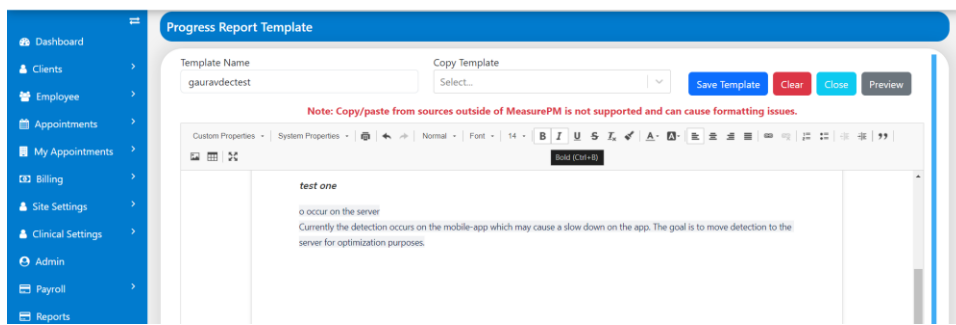 Progress Report Template
Dashboard
Clients
Employee
Appointments
My Appointments
Billing
Site Settings
Clinical Settings
Admin
Payroll
Reports
Template Name
Copy Template
gauravdectest
Select...
Save Template
Clear
Close
Preview
Note: Copy/paste from sources outside of MeasurePM is not supported and can cause formatting issues.
Custom Properties
System Properties
Normal
Font
14
B I U S Ix
A A
Bold (Ctrl+B)
test one
o occur on the server
Currently the detection occurs on the mobile-app which may cause a slow down on the app. The goal is to move detection to the
server for optimization purposes.